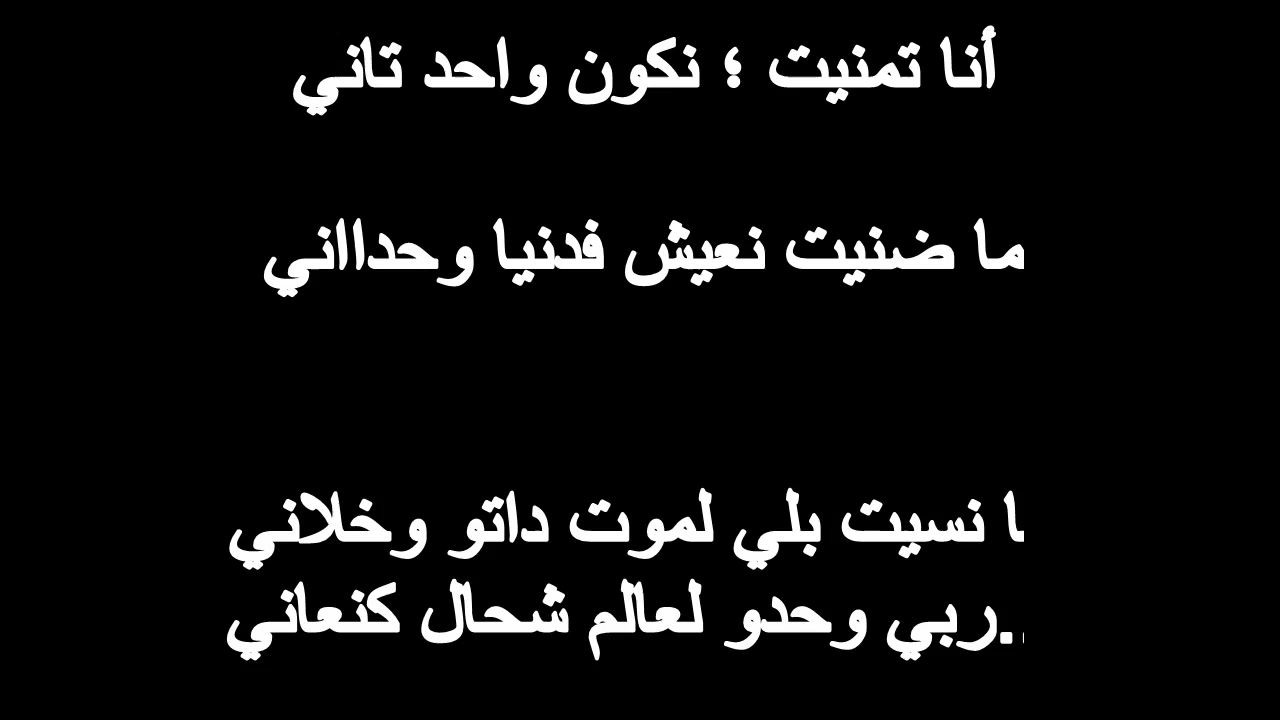 أنا تمنيت ؛ نكون واحد تاني
ما ضنيت نعيش فدنيا وحدااني
نسيت بلي لموت داتو وخلاني
..ربي وحدو لعالم شحال كنعاني